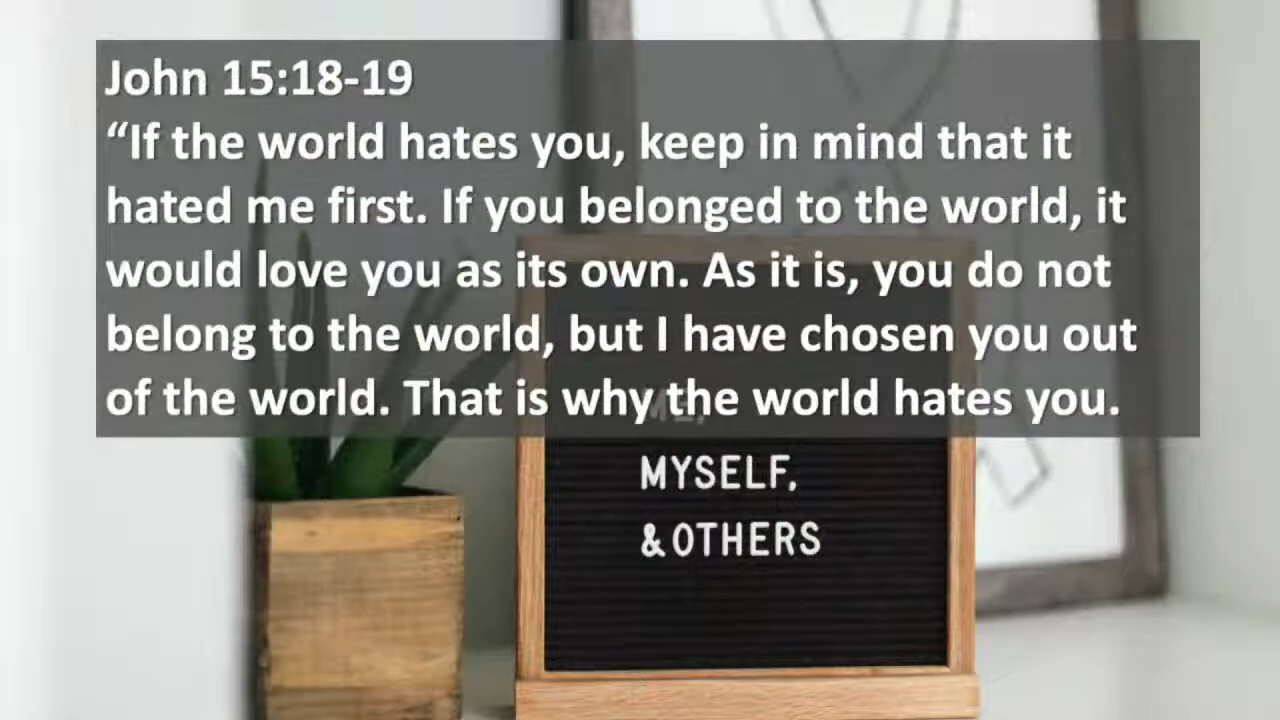 John 15:18-19
“If the world hates you, keep in mind that it
hated me first. If you belonged to the world, it
would love you as its own. As it is, you do not
belong to the world, but I have chosen you out
of the world. That is why the world hates you.
ME,
MYSELF,
& OTHERS